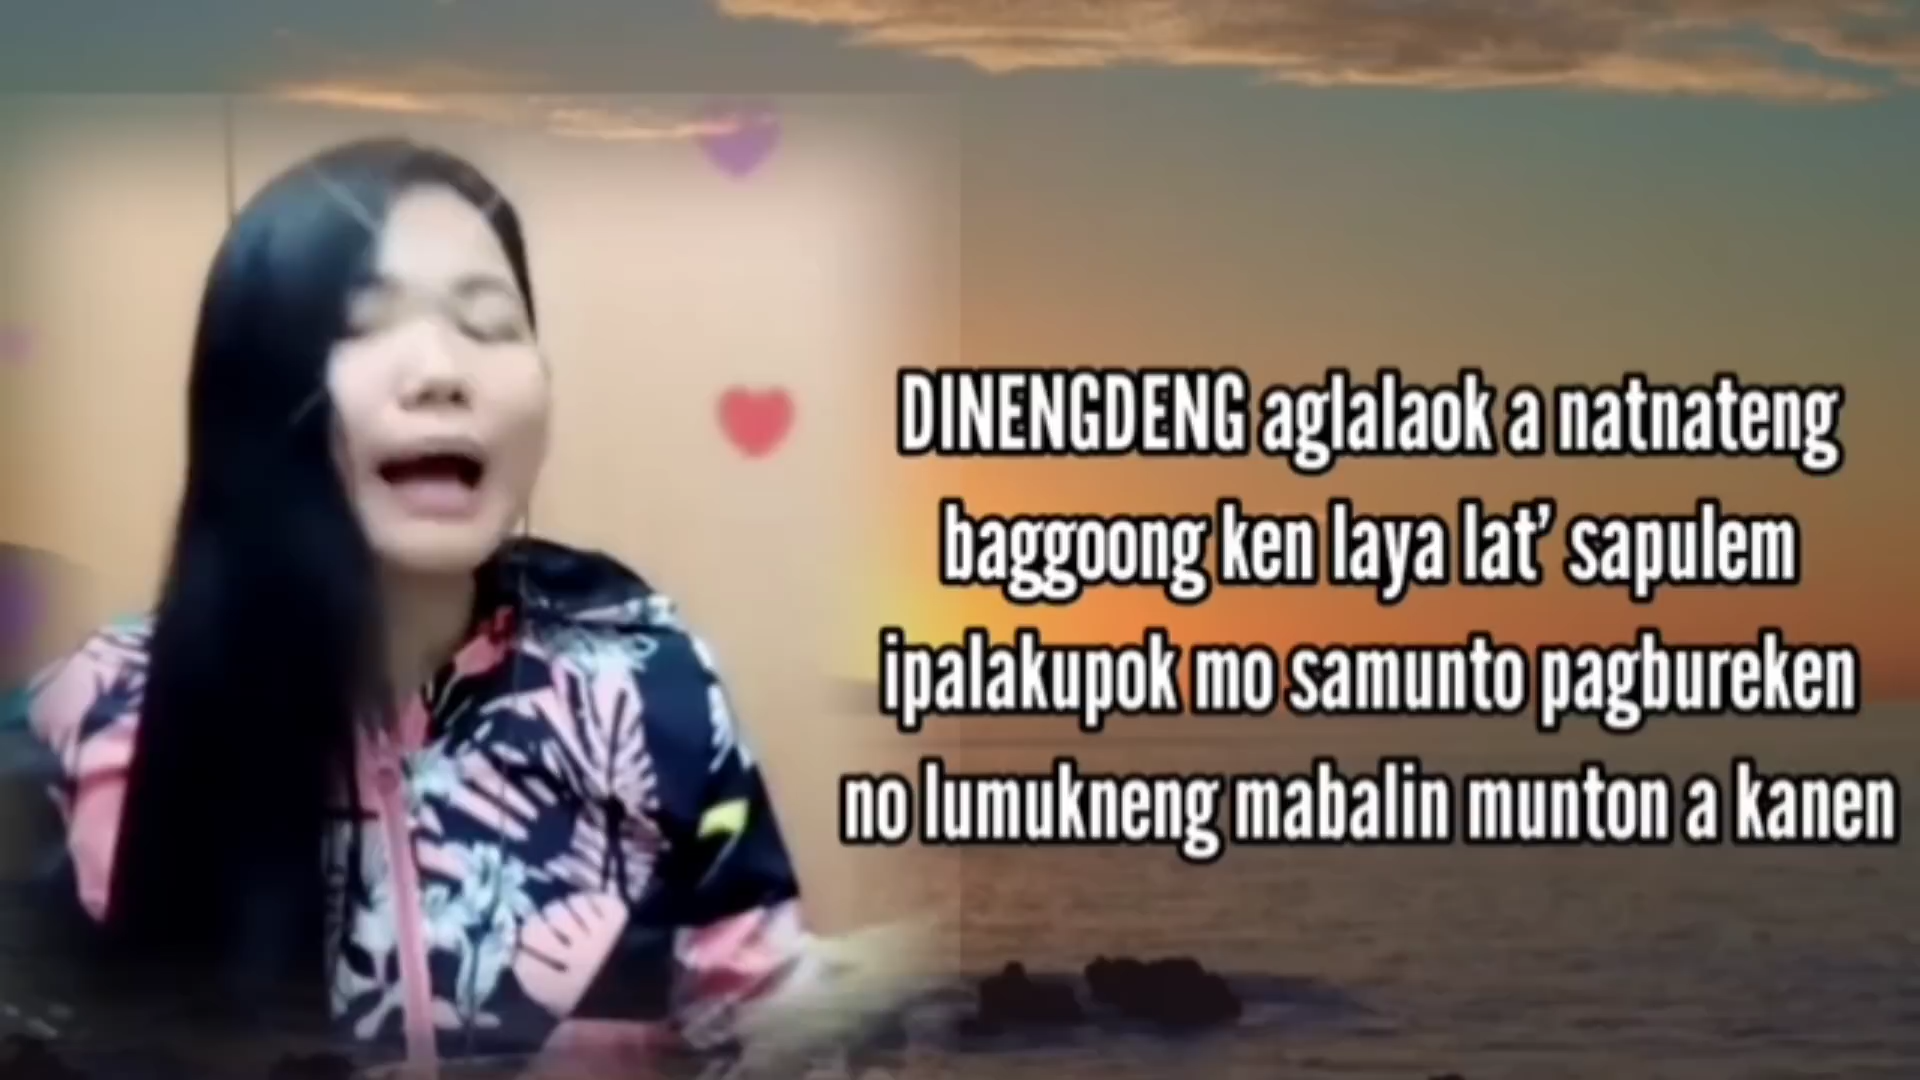 DINENGDENG aglalaok a natnateng
baggoong ken laya lat’ sapulem
ipalakupok mo samunto pagbureken
no lumukneng mabalin munton a kanen